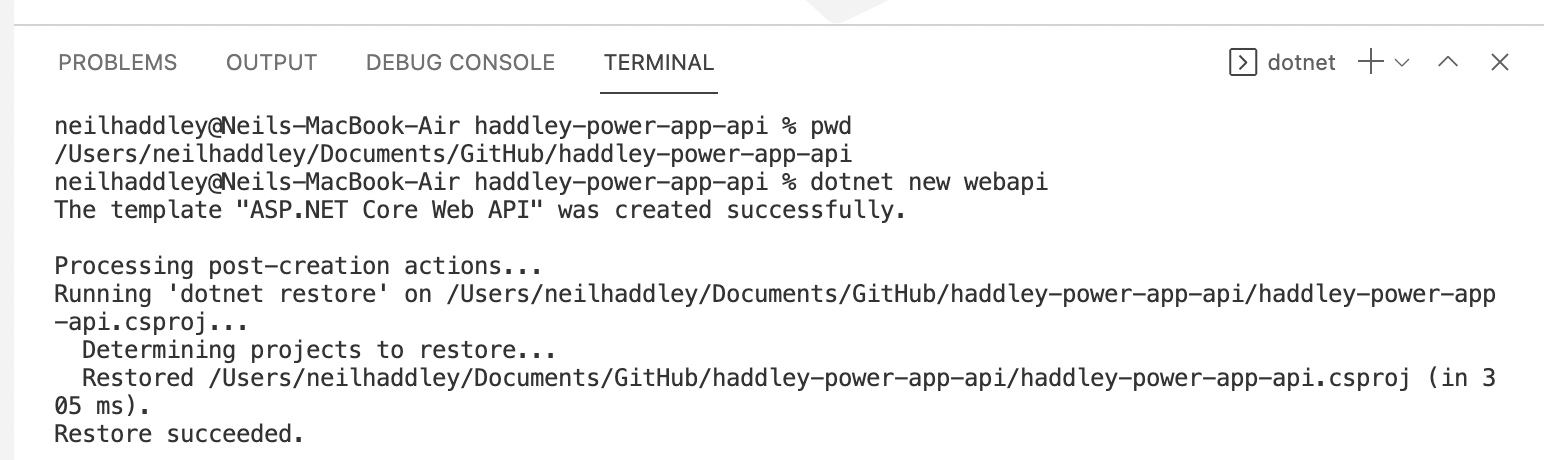 PROBLEMS OUTPUT DEBUG CONSOLE TERMINAL dotnet
neilhaddley@Neils-MacBook-Air haddley-power-app-api % pwd
/Users/neilhaddley/Documents/GitHub/haddley-power-app-api
neilhaddley@Neils-MacBook-Air haddley-power-app-api % dotnet new webapi
The template "ASP.NET Core Web API" was created successfully.

Processing post-creation actions...
Running 'dotnet restore' on /Users/neilhaddley/Documents/GitHub/haddley-power-app-api/haddley-power-app
-api.csproj...
  Determining projects to restore...
  Restored /Users/neilhaddley/Documents/GitHub/haddley-power-app-api/haddley-power-app-api.csproj (in 3
05 ms).
Restore succeeded.